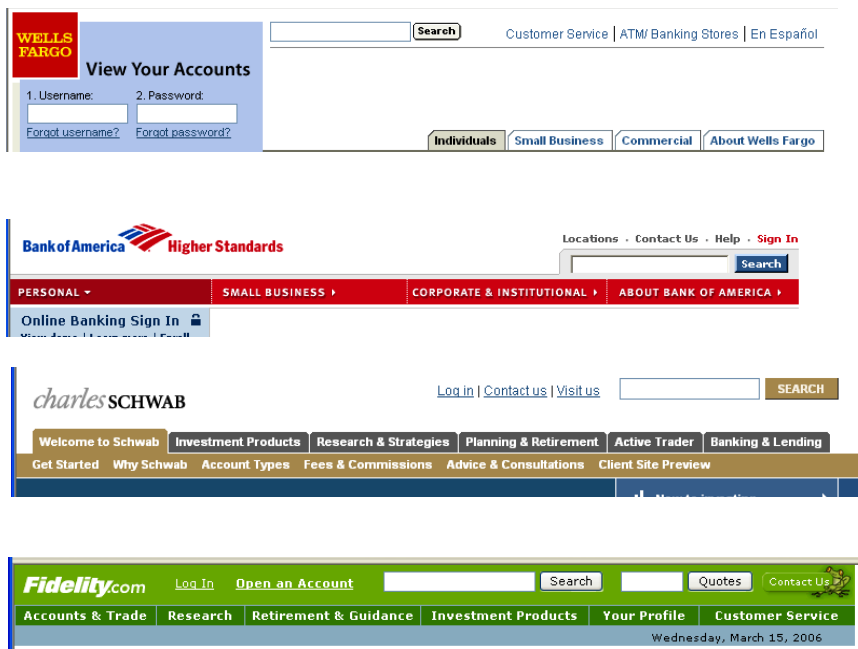 WELLS
FARGO
Search
Customer Service | ATM/ Banking Stores | En Español
View Your Accounts
1. Username: 2. Password:
Forgot username? Forgot password?
Individuals Small Business Commercial About Wells Fargo
Bank of America Higher Standards
Locations · Contact Us · Help · Sign In
Search
PERSONAL SMALL BUSINESS CORPORATE & INSTITUTIONAL ABOUT BANK OF AMERICA
Online Banking Sign In
charles SCHWAB
Log in | Contact us | Visit us
SEARCH
Welcome to Schwab Investment Products Research & Strategies Planning & Retirement Active Trader Banking & Lending
Get Started Why Schwab Account Types Fees & Commissions Advice & Consultations Client Site Preview
Fidelity.com Log In Open an Account Search Quotes Contact Us
Accounts & Trade Research Retirement & Guidance Investment Products Your Profile Customer Service
Wednesday, March 15, 2006